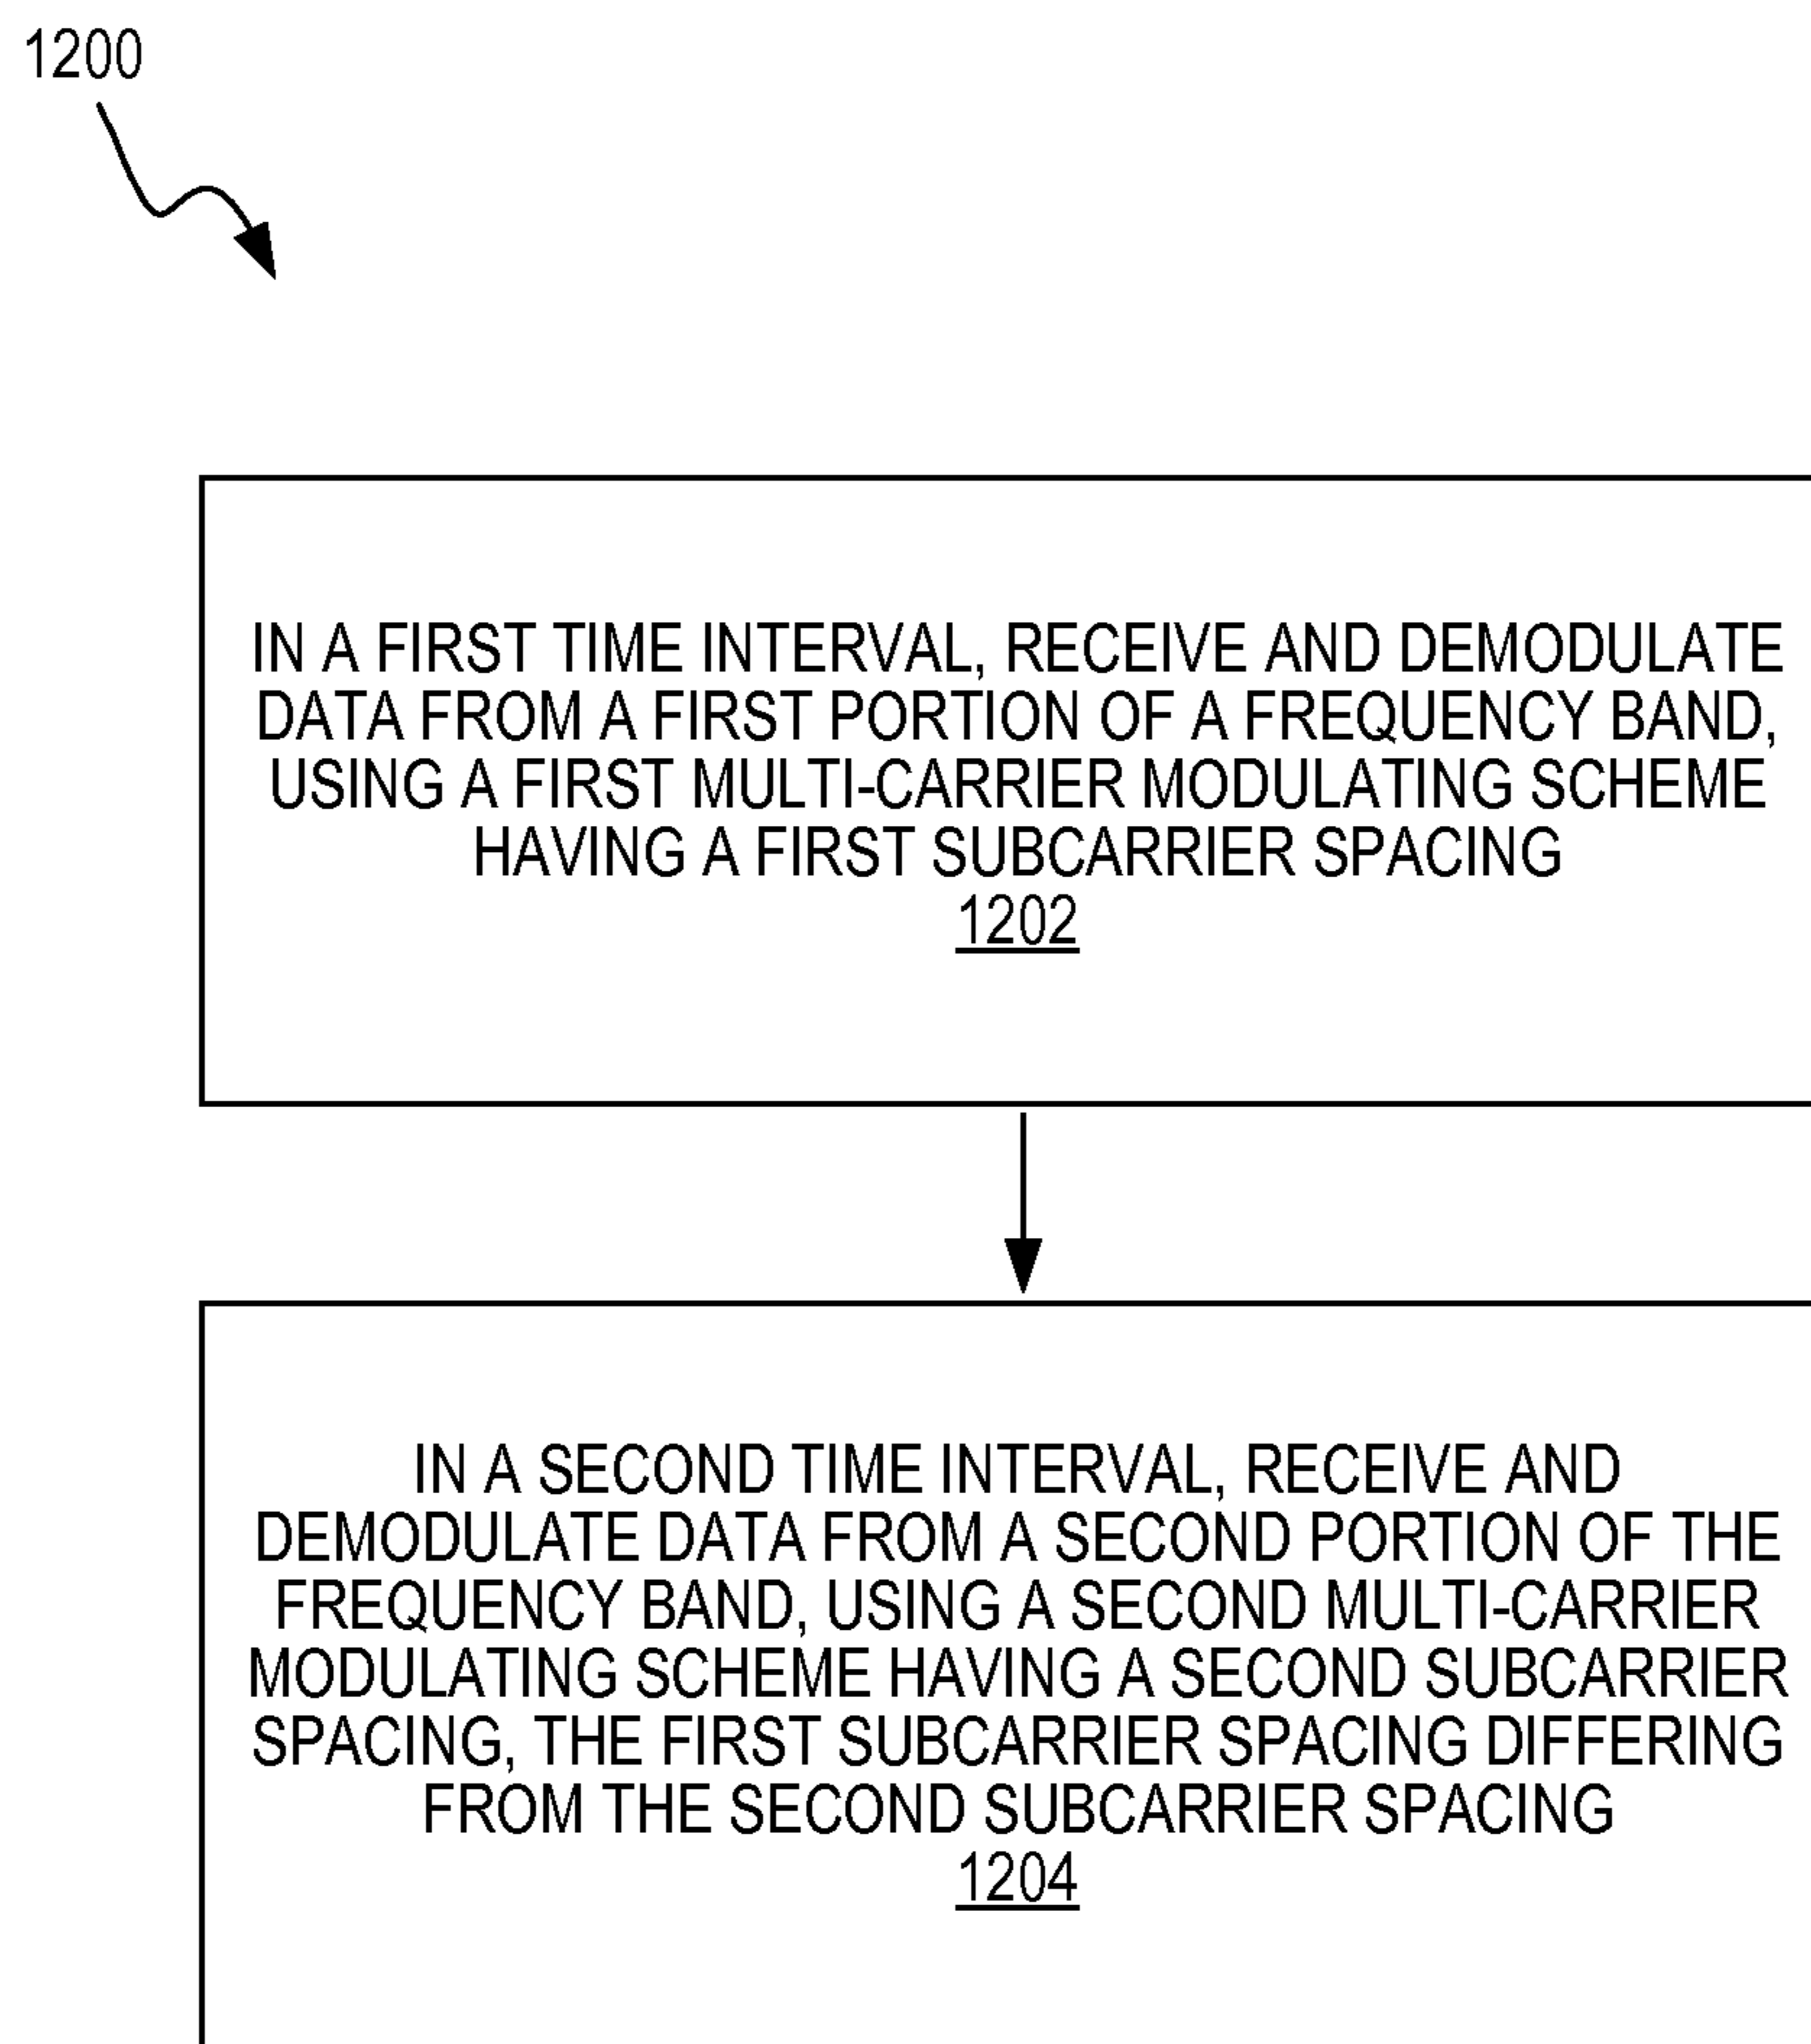 1200
IN A FIRST TIME INTERVAL, RECEIVE AND DEMODULATE
DATA FROM A FIRST PORTION OF A FREQUENCY BAND,
USING A FIRST MULTI-CARRIER MODULATING SCHEME
HAVING A FIRST SUBCARRIER SPACING
1202
IN A SECOND TIME INTERVAL, RECEIVE AND
DEMODULATE DATA FROM A SECOND PORTION OF THE
FREQUENCY BAND, USING A SECOND MULTI-CARRIER
MODULATING SCHEME HAVING A SECOND SUBCARRIER
SPACING, THE FIRST SUBCARRIER SPACING DIFFERING
FROM THE SECOND SUBCARRIER SPACING
1204